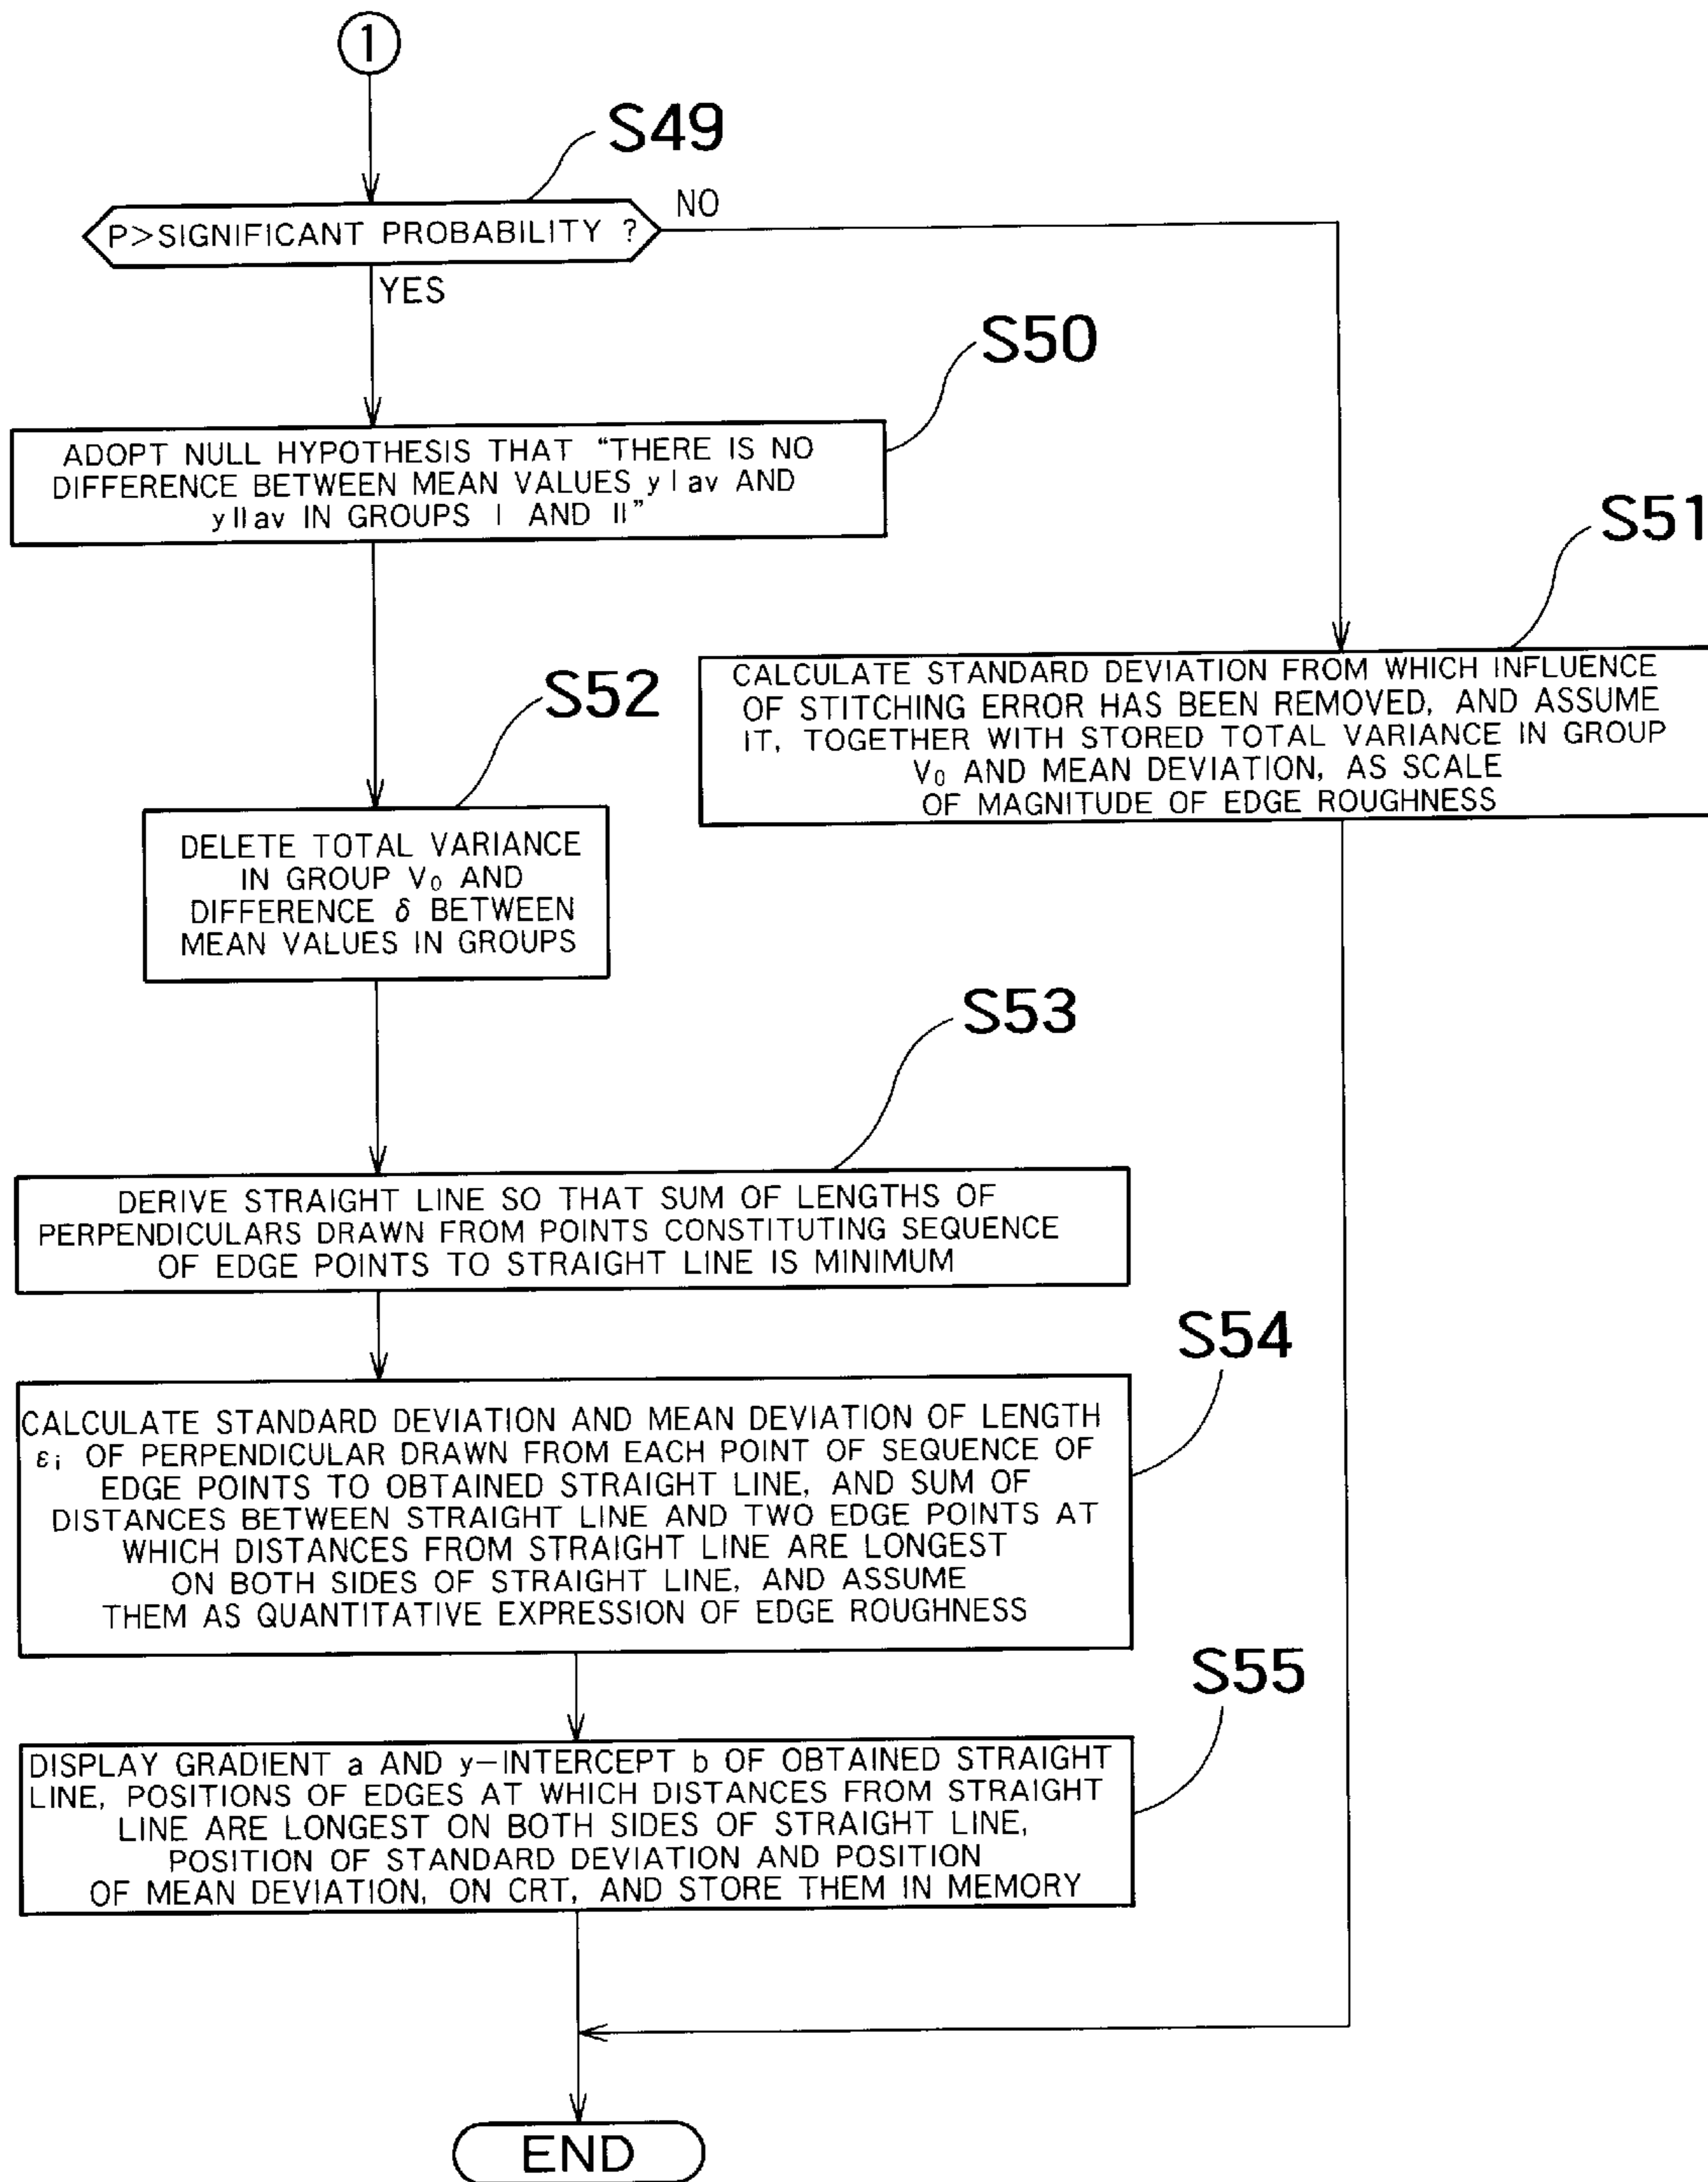 1
S49
P>SIGNIFICANT PROBABILITY ?
NO
YES
S50
ADOPT NULL HYPOTHESIS THAT “THERE IS NO
DIFFERENCE BETWEEN MEAN VALUES y I av AND
y II av IN GROUPS I AND II”
S51
CALCULATE STANDARD DEVIATION FROM WHICH INFLUENCE
OF STITCHING ERROR HAS BEEN REMOVED, AND ASSUME
IT, TOGETHER WITH STORED TOTAL VARIANCE IN GROUP
V₀ AND MEAN DEVIATION, AS SCALE
OF MAGNITUDE OF EDGE ROUGHNESS
S52
DELETE TOTAL VARIANCE
IN GROUP V₀ AND
DIFFERENCE δ BETWEEN
MEAN VALUES IN GROUPS
S53
DERIVE STRAIGHT LINE SO THAT SUM OF LENGTHS OF
PERPENDICULARS DRAWN FROM POINTS CONSTITUTING SEQUENCE
OF EDGE POINTS TO STRAIGHT LINE IS MINIMUM
S54
CALCULATE STANDARD DEVIATION AND MEAN DEVIATION OF LENGTH
εᵢ OF PERPENDICULAR DRAWN FROM EACH POINT OF SEQUENCE OF
EDGE POINTS TO OBTAINED STRAIGHT LINE, AND SUM OF
DISTANCES BETWEEN STRAIGHT LINE AND TWO EDGE POINTS AT
WHICH DISTANCES FROM STRAIGHT LINE ARE LONGEST
ON BOTH SIDES OF STRAIGHT LINE, AND ASSUME
THEM AS QUANTITATIVE EXPRESSION OF EDGE ROUGHNESS
S55
DISPLAY GRADIENT a AND y-INTERCEPT b OF OBTAINED STRAIGHT
LINE, POSITIONS OF EDGES AT WHICH DISTANCES FROM STRAIGHT
LINE ARE LONGEST ON BOTH SIDES OF STRAIGHT LINE,
POSITION OF STANDARD DEVIATION AND POSITION
OF MEAN DEVIATION, ON CRT, AND STORE THEM IN MEMORY
END